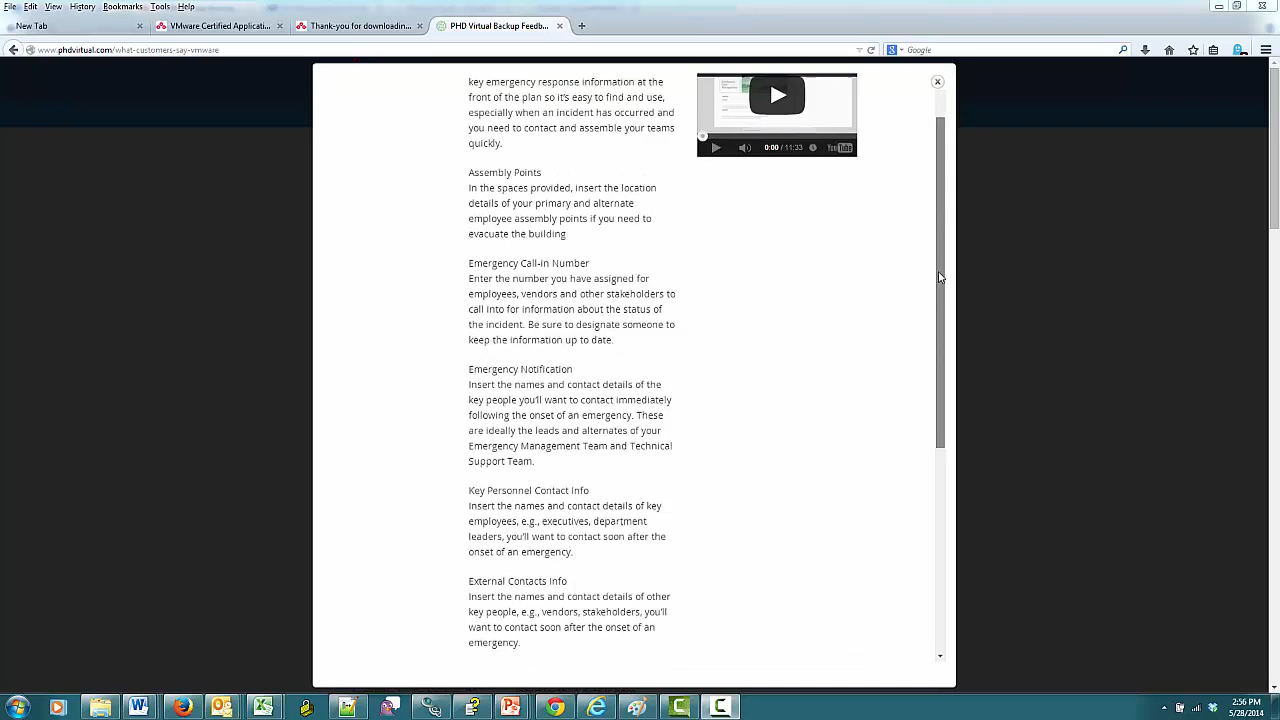 File Edit View History Bookmarks Tools Help
New Tab
VMware Certified Applicati...
Thank-you for downloadin...
PHD Virtual Backup Feedb...
www.phdvirtual.com/what-customers-say-vmware
Google
key emergency response information at the
front of the plan so it's easy to find and use,
especially when an incident has occurred and
you need to contact and assemble your teams
quickly.
0:00 / 11:33
YouTube
Assembly Points
In the spaces provided, insert the location
details of your primary and alternate
employee assembly points if you need to
evacuate the building.
Emergency Call-in Number
Enter the number you have assigned for
employees, vendors and other stakeholders to
call into for information about the status of
the incident. Be sure to designate someone to
keep the information up to date.
Emergency Notification
Insert the names and contact details of the
key people you'll want to contact immediately
following the onset of an emergency. These
are ideally the leads and alternates of your
Emergency Management Team and Technical
Support Team.
Key Personnel Contact Info
Insert the names and contact details of key
employees, e.g., executives, department
leaders, you'll want to contact soon after the
onset of an emergency.
External Contacts Info
Insert the names and contact details of other
key people, e.g., vendors, stakeholders, you'll
want to contact soon after the onset of an
emergency.
2:56 PM
5/28/2014